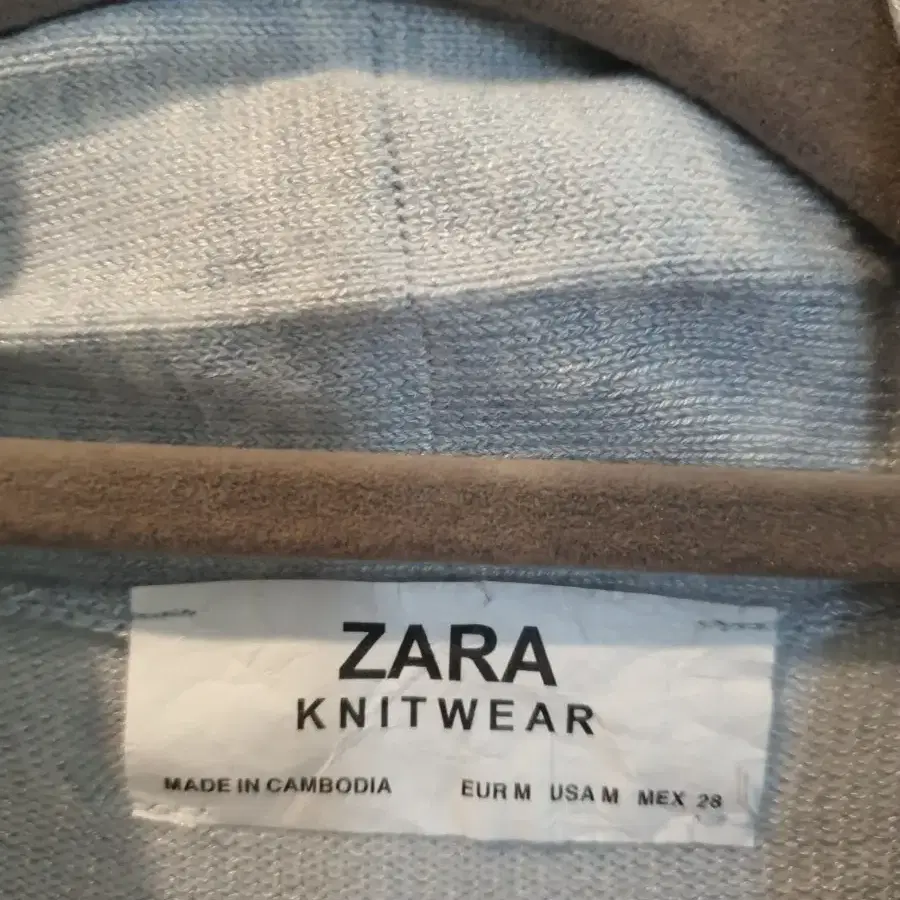 ZARA
KNITWEAR
MADE IN CAMBODIA EUR M USA M MEX 28